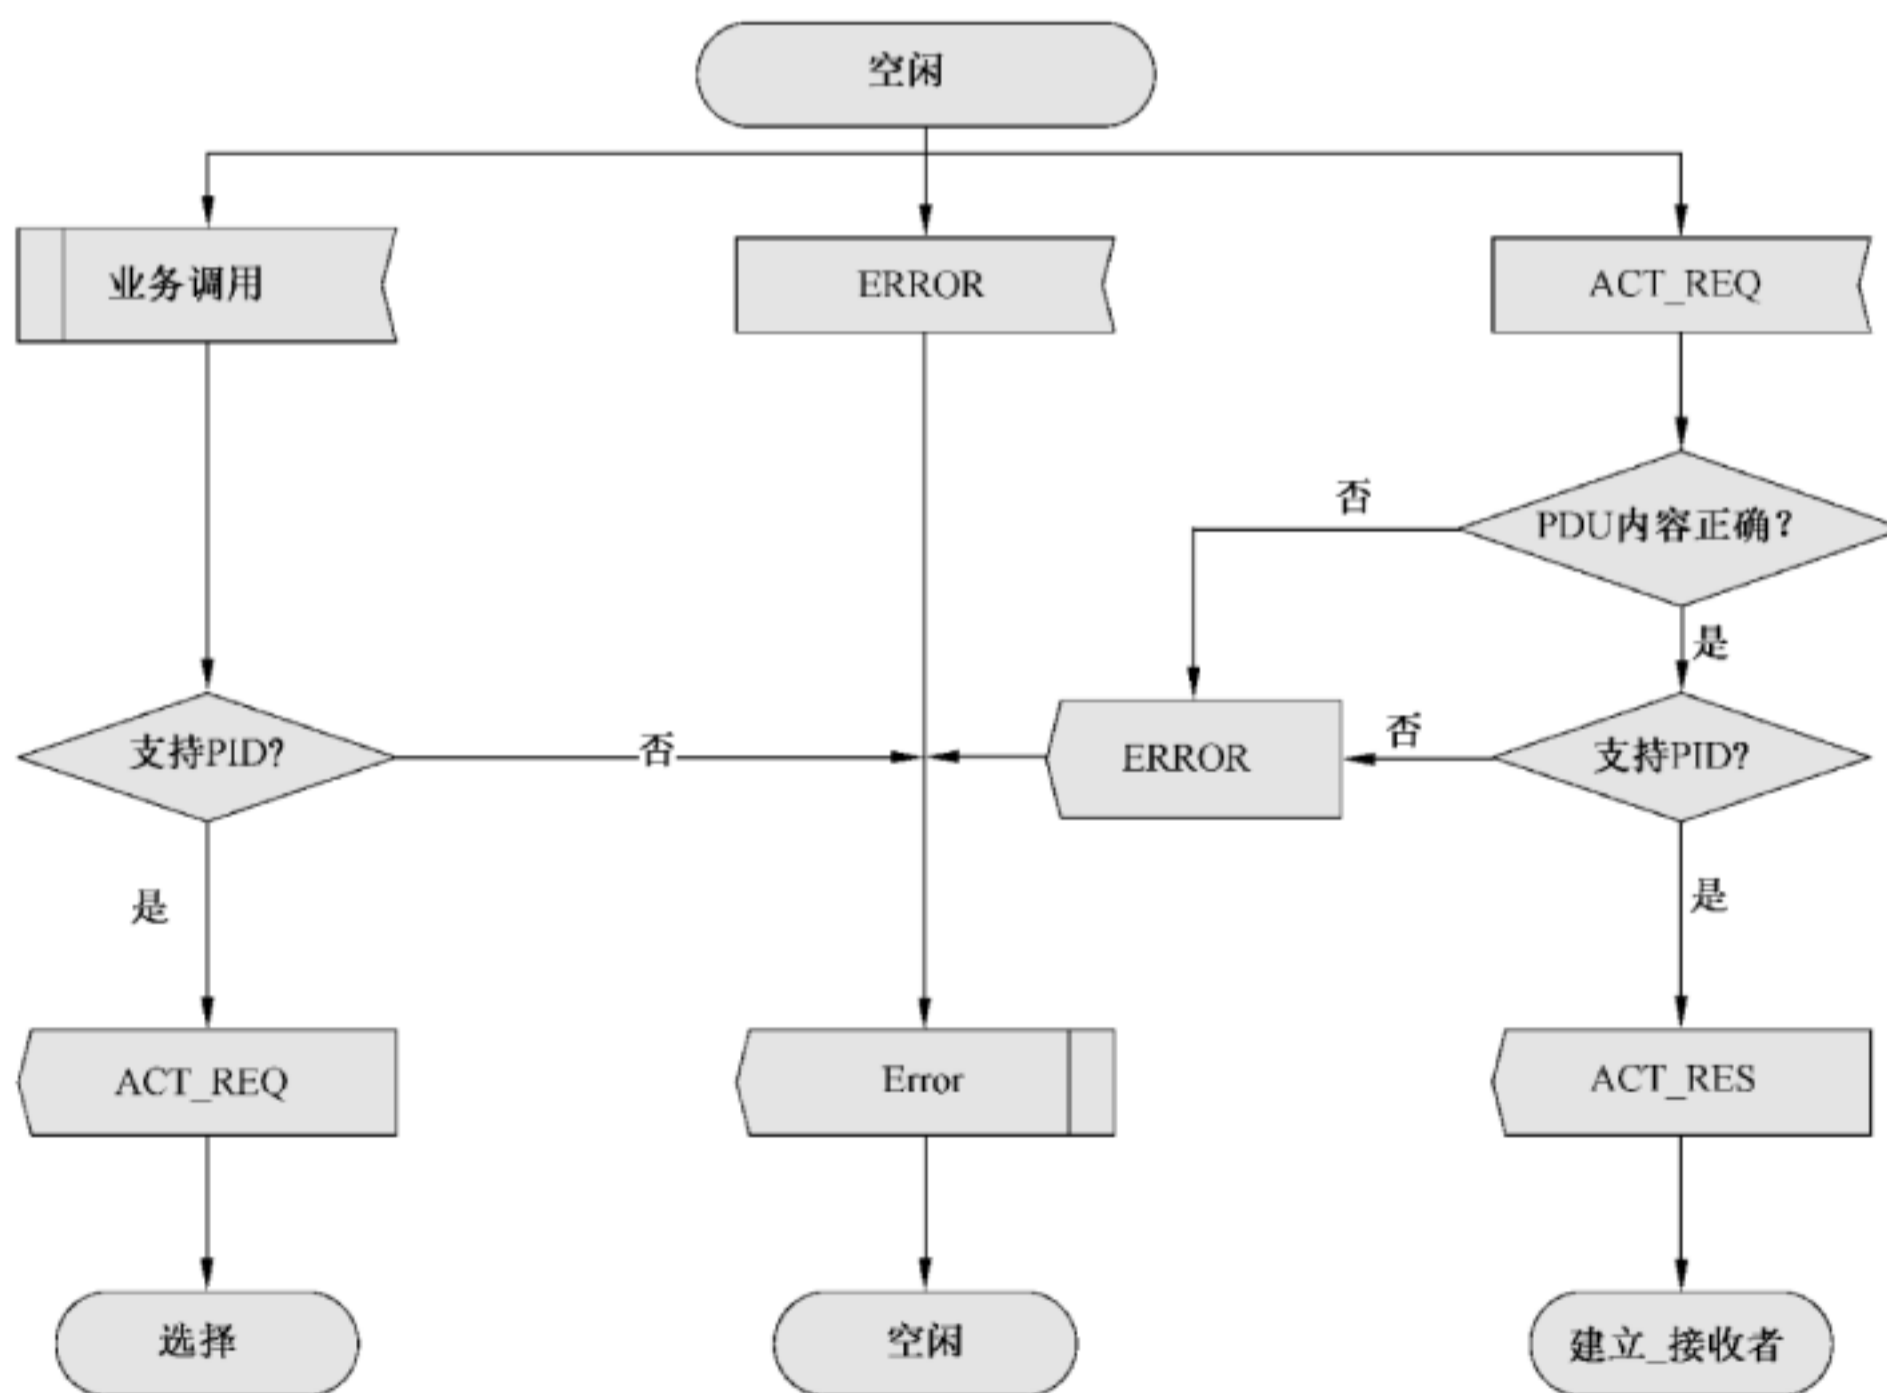 空闲
业务调用
ERROR
ACT_REQ
否
PDU内容正确？
是
支持PID?
否
ERROR
否
支持PID?
是
是
ACT_REQ
Error
ACT_RES
选择
空闲
建立_接收者